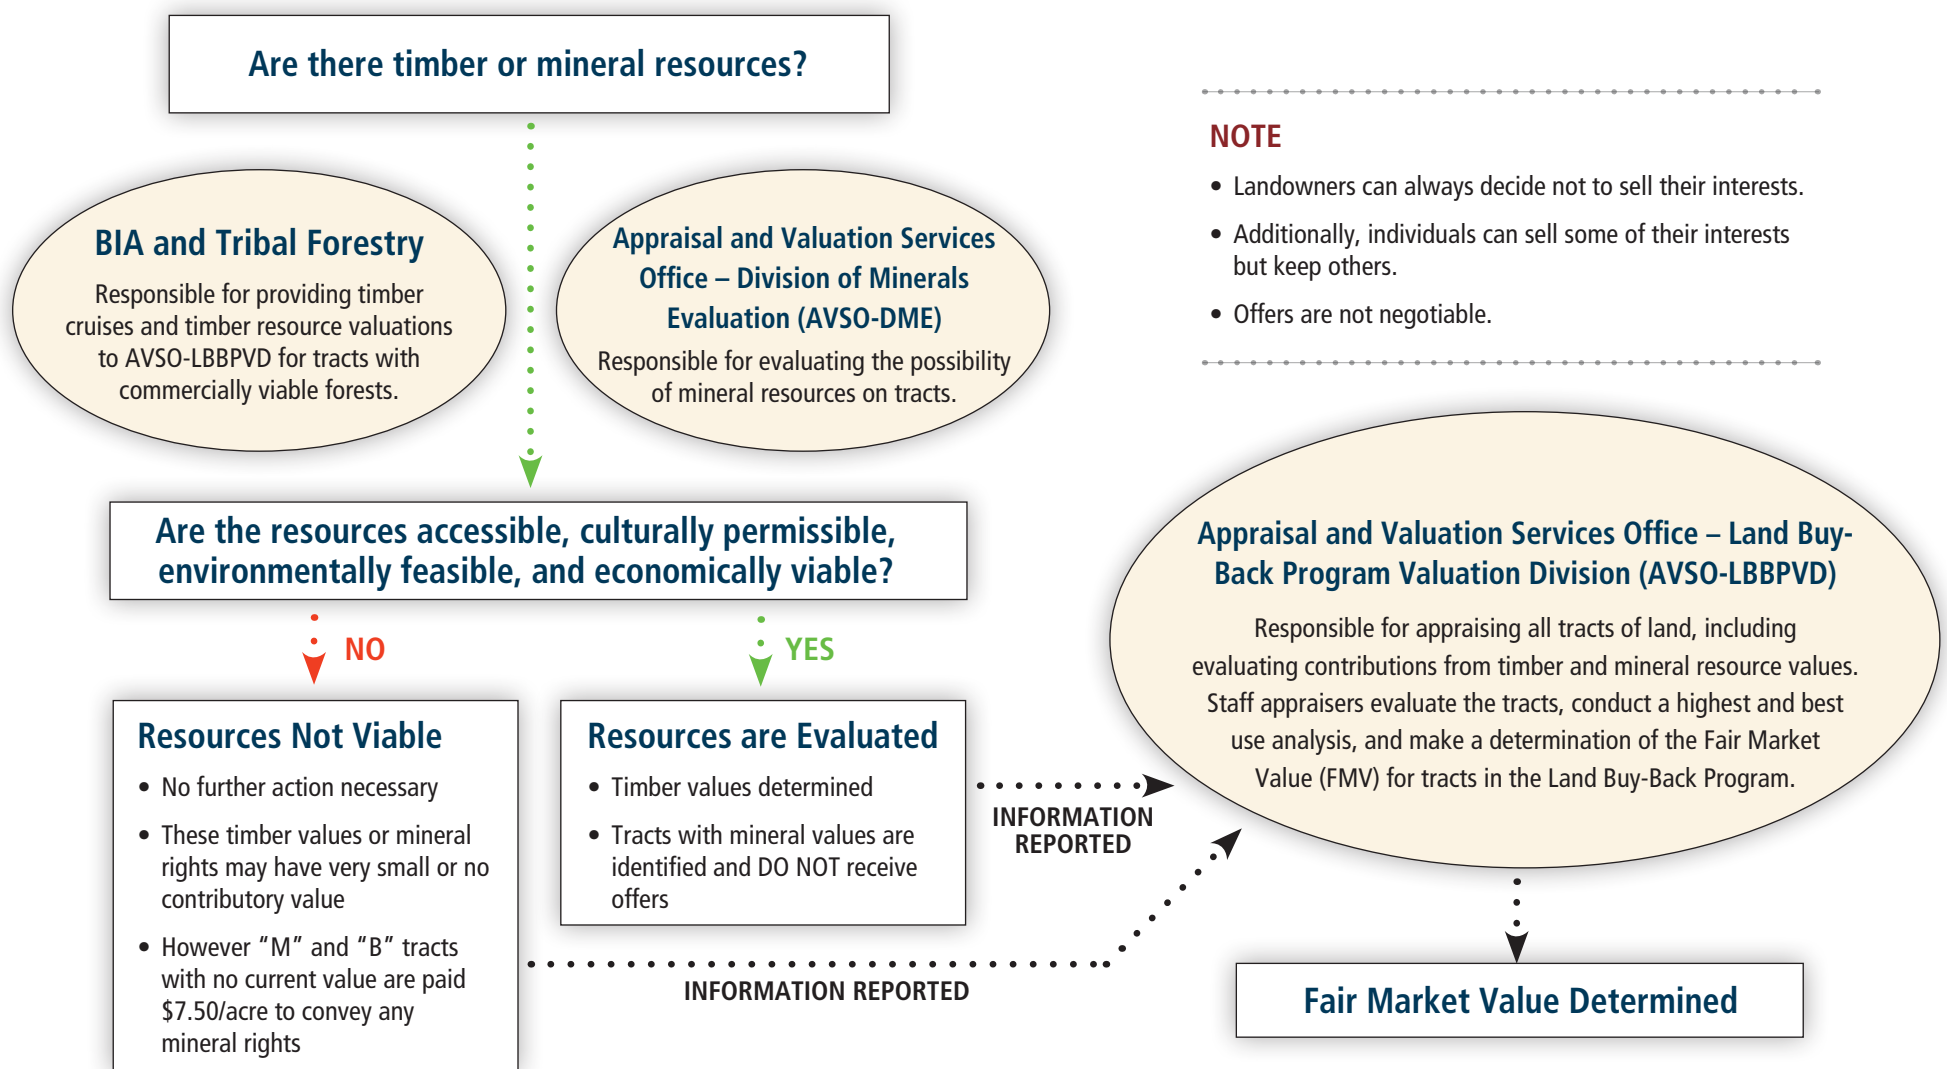 Are there timber or mineral resources?
BIA and Tribal Forestry
Responsible for providing timber
cruises and timber resource valuations
to AVSO-LBBPVD for tracts with
commercially viable forests.
Appraisal and Valuation Services
Office – Division of Minerals
Evaluation (AVSO-DME)
Responsible for evaluating the possibility
of mineral resources on tracts.
NOTE
• Landowners can always decide not to sell their interests.
• Additionally, individuals can sell some of their interests
but keep others.
• Offers are not negotiable.
Are the resources accessible, culturally permissible,
environmentally feasible, and economically viable?
NO
YES
Resources Not Viable
• No further action necessary
• These timber values or mineral
rights may have very small or no
contributory value
• However “M” and “B” tracts
with no current value are paid
$7.50/acre to convey any
mineral rights
Resources are Evaluated
• Timber values determined
• Tracts with mineral values are
identified and DO NOT receive
offers
INFORMATION
REPORTED
INFORMATION REPORTED
Appraisal and Valuation Services Office – Land Buy-
Back Program Valuation Division (AVSO-LBBPVD)
Responsible for appraising all tracts of land, including
evaluating contributions from timber and mineral resource values.
Staff appraisers evaluate the tracts, conduct a highest and best
use analysis, and make a determination of the Fair Market
Value (FMV) for tracts in the Land Buy-Back Program.
Fair Market Value Determined